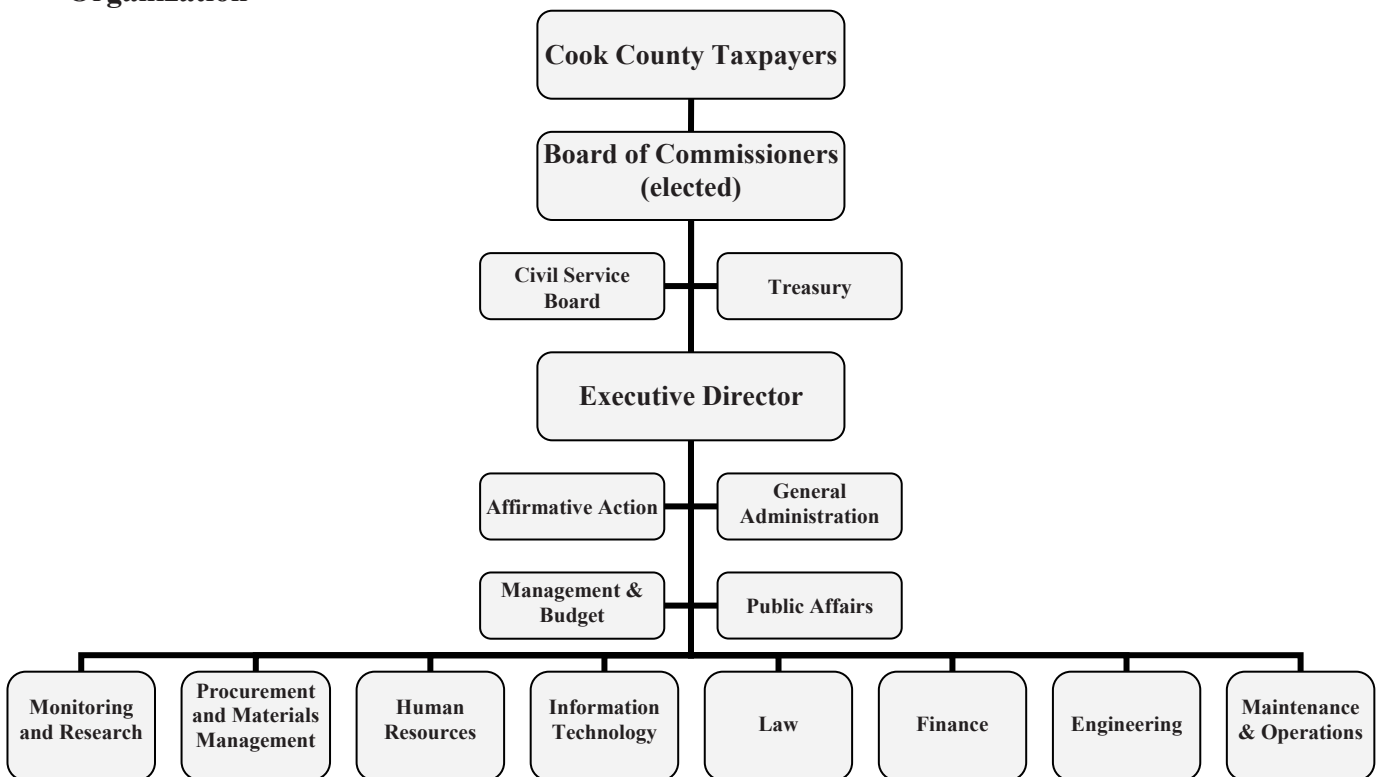 Organization
Cook County Taxpayers
Board of Commissioners
(elected)
Civil Service
Board
Treasury
Executive Director
Affirmative Action
General
Administration
Management &
Budget
Public Affairs
Monitoring
and Research
Procurement
and Materials
Management
Human
Resources
Information
Technology
Law
Finance
Engineering
Maintenance
& Operations